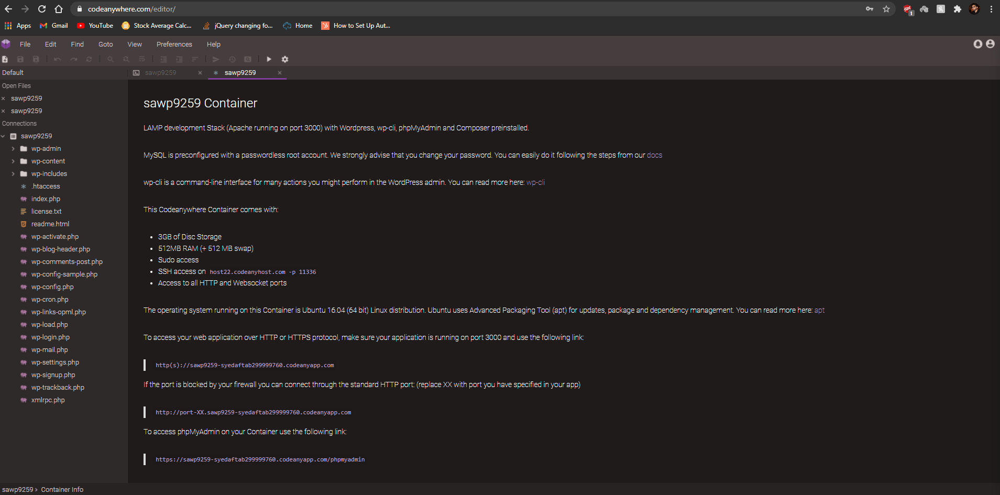 codeanywhere.com/editor/
Apps Gmail YouTube Stock Average Calc... jQuery changing fo... Home How to Set Up Aut...
File Edit Find Goto View Preferences Help
Default sawp9259 sawp9259
Open Files
sawp9259
sawp9259
Connections
sawp9259
wp-admin
wp-content
wp-includes
.htaccess
index.php
license.txt
readme.html
wp-activate.php
wp-blog-header.php
wp-comments-post.php
wp-config-sample.php
wp-config.php
wp-cron.php
wp-links-opml.php
wp-load.php
wp-login.php
wp-mail.php
wp-settings.php
wp-signup.php
wp-trackback.php
xmlrpc.php
sawp9259 Container
LAMP development Stack (Apache running on port 3000) with Wordpress, wp-cli, phpMyAdmin and Composer preinstalled.
MySQL is preconfigured with a passwordless root account. We strongly advise that you change your password. You can easily do it following the steps from our docs
wp-cli is a command-line interface for many actions you might perform in the WordPress admin. You can read more here: wp-cli
This Codeanywhere Container comes with:
• 3GB of Disc Storage
• 512MB RAM (+ 512 MB swap)
• Sudo access
• SSH access on host22.codeanyhost.com -p 11336
• Access to all HTTP and Websocket ports
The operating system running on this Container is Ubuntu 16.04 (64 bit) Linux distribution. Ubuntu uses Advanced Packaging Tool (apt) for updates, package and dependency management. You can read more here: apt
To access your web application over HTTP or HTTPS protocol, make sure your application is running on port 3000 and use the following link:
http(s)://sawp9259-syedaftab299999760.codeanyapp.com
If the port is blocked by your firewall you can connect through the standard HTTP port: (replace XX with port you have specified in your app)
http://port-XX.sawp9259-syedaftab299999760.codeanyapp.com
To access phpMyAdmin on your Container use the following link:
https://sawp9259-syedaftab299999760.codeanyapp.com/phpmyadmin
sawp9259 › Container Info